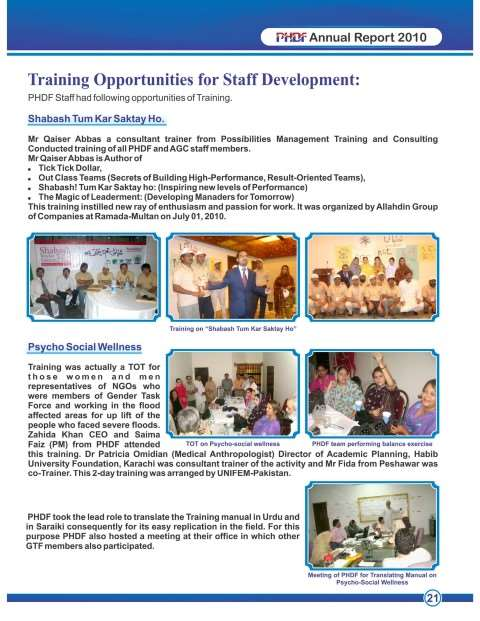 PHDF Annual Report 2010
Training Opportunities for Staff Development:
PHDF Staff had following opportunities of Training.
Shabash Tum Kar Saktay Ho.
Mr Qaiser Abbas a consultant trainer from Possibilities Management Training and Consulting
Conducted training of all PHDF and AGC staff members.
Mr Qaiser Abbas is Author of
• Tick Tick Dollar,
• Out Class Teams (Secrets of Building High-Performance, Result-Oriented Teams),
• Shabash! Tum Kar Saktay ho: (Inspiring new levels of Performance)
• The Magic of Leaderment: (Developing Manaders for Tomorrow)
This training instilled new ray of enthusiasm and passion for work. It was organized by Allahdin Group
of Companies at Ramada-Multan on July 01, 2010.
Shabash
Training on "Shabash Tum Kar Saktay Ho"
Psycho Social Wellness
Training was actually a TOT for
those women and men
representatives of NGOs who
were members of Gender Task
Force and working in the flood
affected areas for up lift of the
people who faced severe floods.
Zahida Khan CEO and Saima
Faiz (PM) from PHDF attended
TOT on Psycho-social wellness
PHDF team performing balance exercise
this training. Dr Patricia Omidian (Medical Anthropologist) Director of Academic Planning, Habib
University Foundation, Karachi was consultant trainer of the activity and Mr Fida from Peshawar was
co-Trainer. This 2-day training was arranged by UNIFEM-Pakistan.
PHDF took the lead role to translate the Training manual in Urdu and
in Saraiki consequently for its easy replication in the field. For this
purpose PHDF also hosted a meeting at their office in which other
GTF members also participated.
Meeting of PHDF for Translating Manual on
Psycho-Social Wellness
21